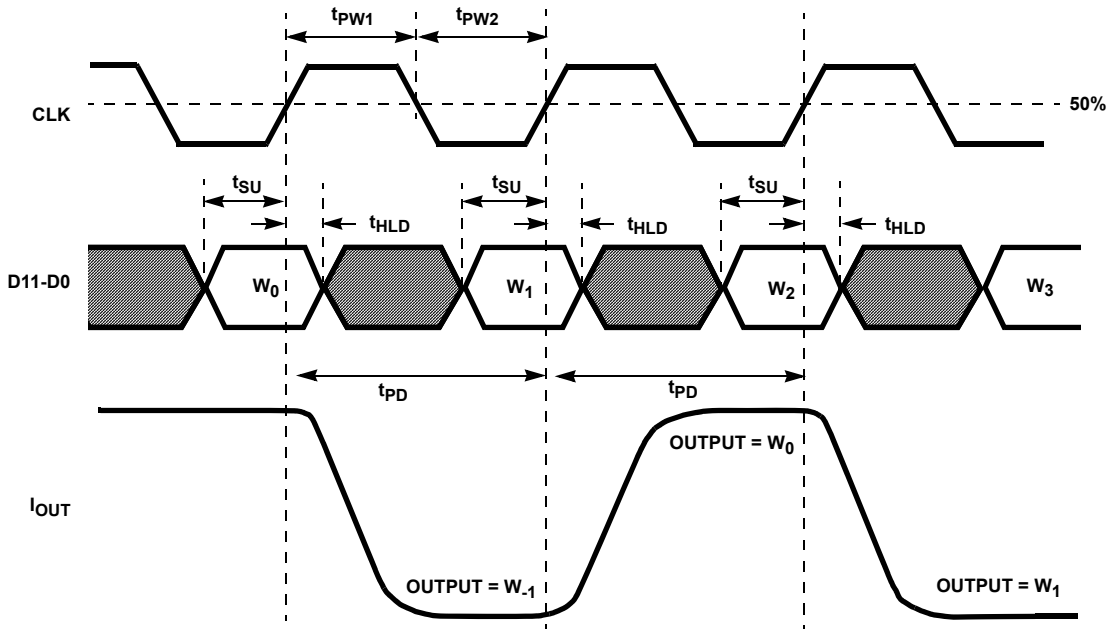 tPW1 tPW2
CLK
50%
tSU tSU tSU
tHLD tHLD tHLD
D11-D0
W0 W1 W2 W3
tPD tPD
OUTPUT = W0
IOUT
OUTPUT = W-1 OUTPUT = W1